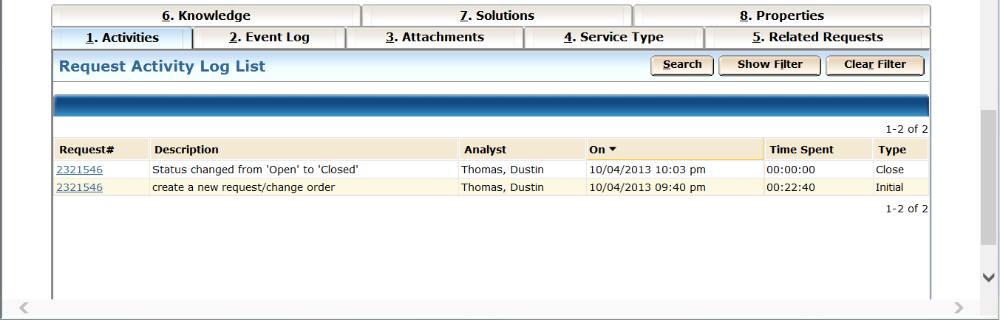 6. Knowledge 7. Solutions 8. Properties
1. Activities 2. Event Log 3. Attachments 4. Service Type 5. Related Requests
Request Activity Log List Search Show Filter Clear Filter
1-2 of 2
Request# Description Analyst On Time Spent Type
2321546 Status changed from 'Open' to 'Closed' Thomas, Dustin 10/04/2013 10:03 pm 00:00:00 Close
2321546 create a new request/change order Thomas, Dustin 10/04/2013 09:40 pm 00:22:40 Initial
1-2 of 2